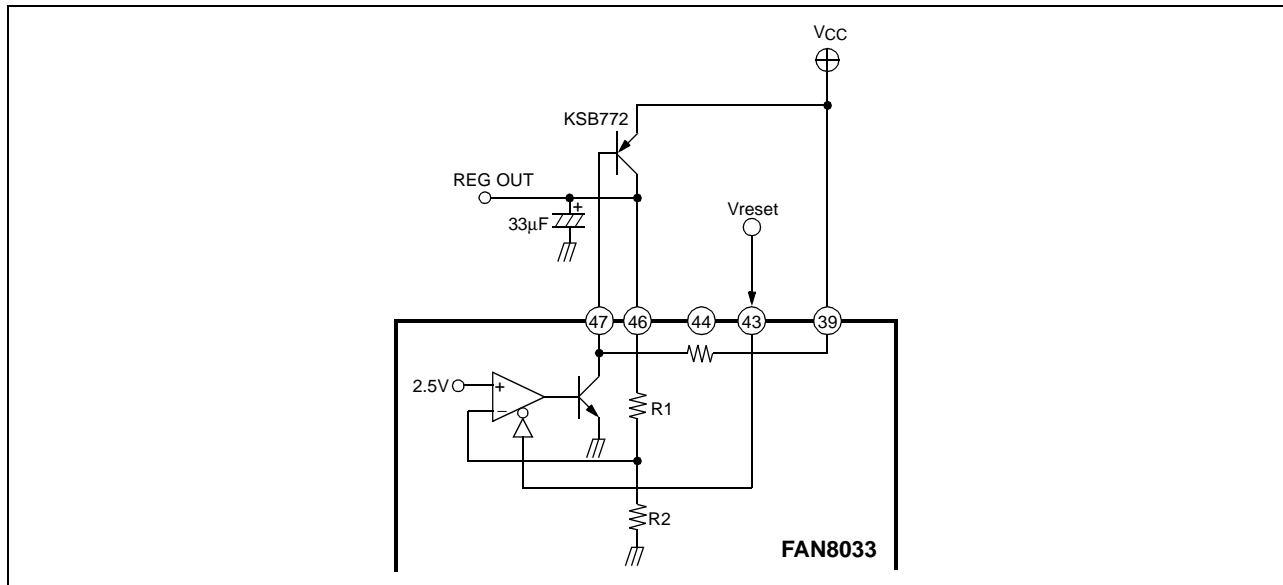 VCC
KSB772
REG OUT
+
33μF
Vreset
47
46
44
43
39
2.5V
+
−
R1
R2
FAN8033